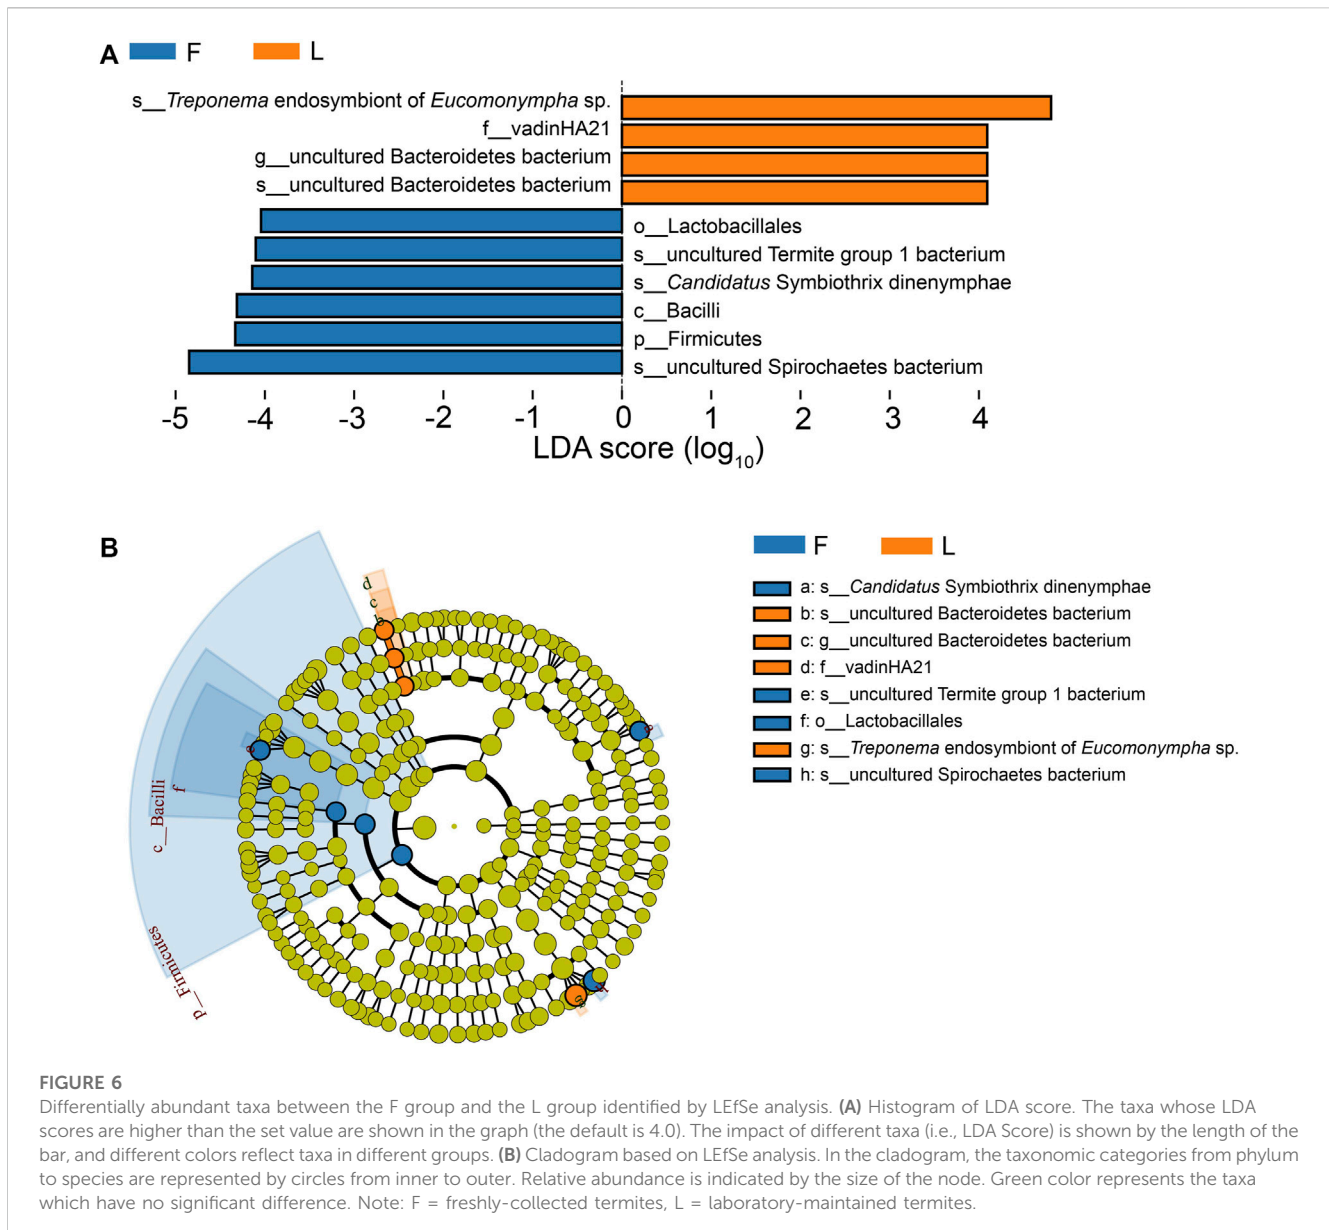 A
F
L
s__Treponema endosymbiont of Eucomonympha sp.
f__vadinHA21
g__uncultured Bacteroidetes bacterium
s__uncultured Bacteroidetes bacterium
o__Lactobacillales
s__uncultured Termite group 1 bacterium
s__Candidatus Symbiothrix dinenymphae
c__Bacilli
p__Firmicutes
s__uncultured Spirochaetes bacterium
-5 -4 -3 -2 -1 0 1 2 3 4
LDA score (log10)
B
F
L
a: s__Candidatus Symbiothrix dinenymphae
b: s__uncultured Bacteroidetes bacterium
c: g__uncultured Bacteroidetes bacterium
d: f__vadinHA21
e: s__uncultured Termite group 1 bacterium
f: o__Lactobacillales
g: s__Treponema endosymbiont of Eucomonympha sp.
h: s__uncultured Spirochaetes bacterium
d
c
b
f
c__Bacilli
p__Firmicutes
FIGURE 6
Differentially abundant taxa between the F group and the L group identified by LEfSe analysis. (A) Histogram of LDA score. The taxa whose LDA
scores are higher than the set value are shown in the graph (the default is 4.0). The impact of different taxa (i.e., LDA Score) is shown by the length of the
bar, and different colors reflect taxa in different groups. (B) Cladogram based on LEfSe analysis. In the cladogram, the taxonomic categories from phylum
to species are represented by circles from inner to outer. Relative abundance is indicated by the size of the node. Green color represents the taxa
which have no significant difference. Note: F = freshly-collected termites, L = laboratory-maintained termites.